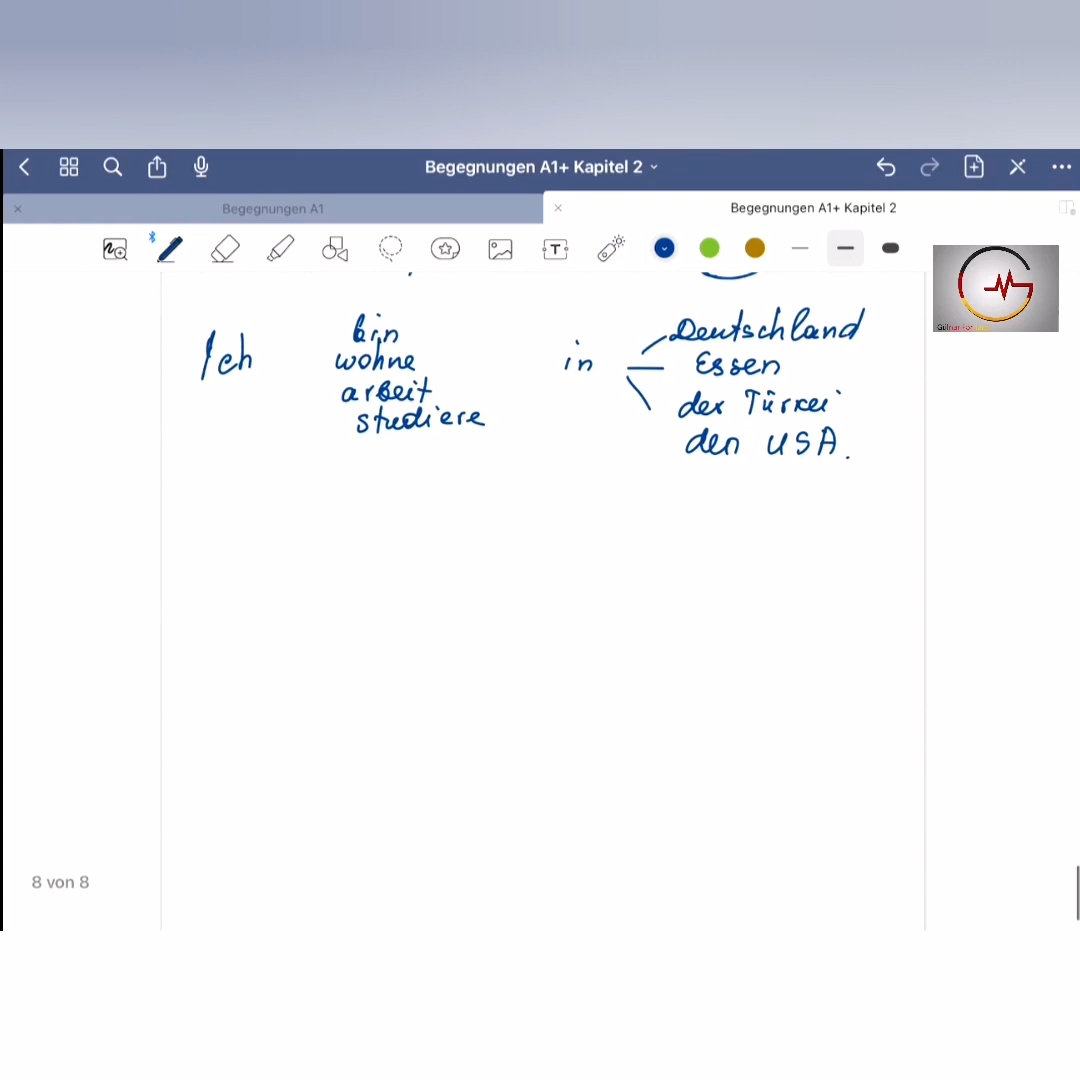 Begegnungen A1+ Kapitel 2
Begegnungen A1
Begegnungen A1+ Kapitel 2
T
Ich
bin
wohne
arbeit
studiere
in
Deutschland
Essen
der Türkei
den USA.
8 von 8